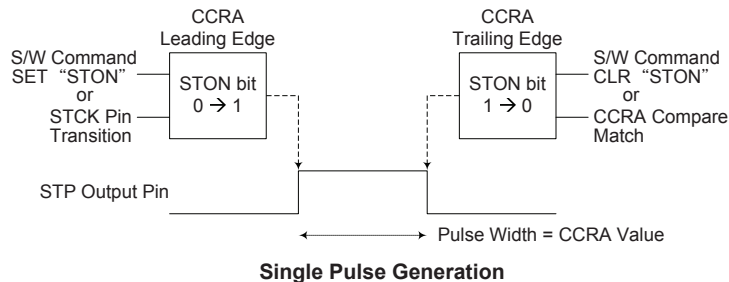 CCRA
Leading Edge
S/W Command
SET “STON”
or
STCK Pin
Transition
STON bit
0 → 1
CCRA
Trailing Edge
STON bit
1 → 0
S/W Command
CLR “STON”
or
CCRA Compare
Match
STP Output Pin
Pulse Width = CCRA Value
Single Pulse Generation